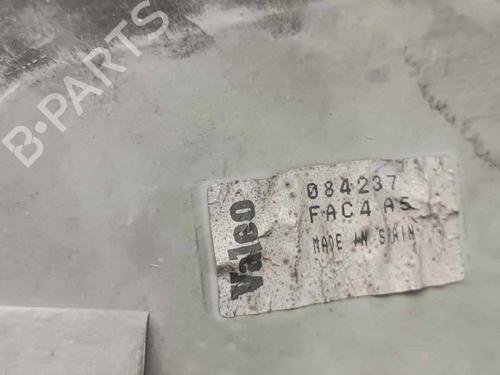 B-PARTS
Valeo
084237
FAC4 A5
MADE IN SPAIN